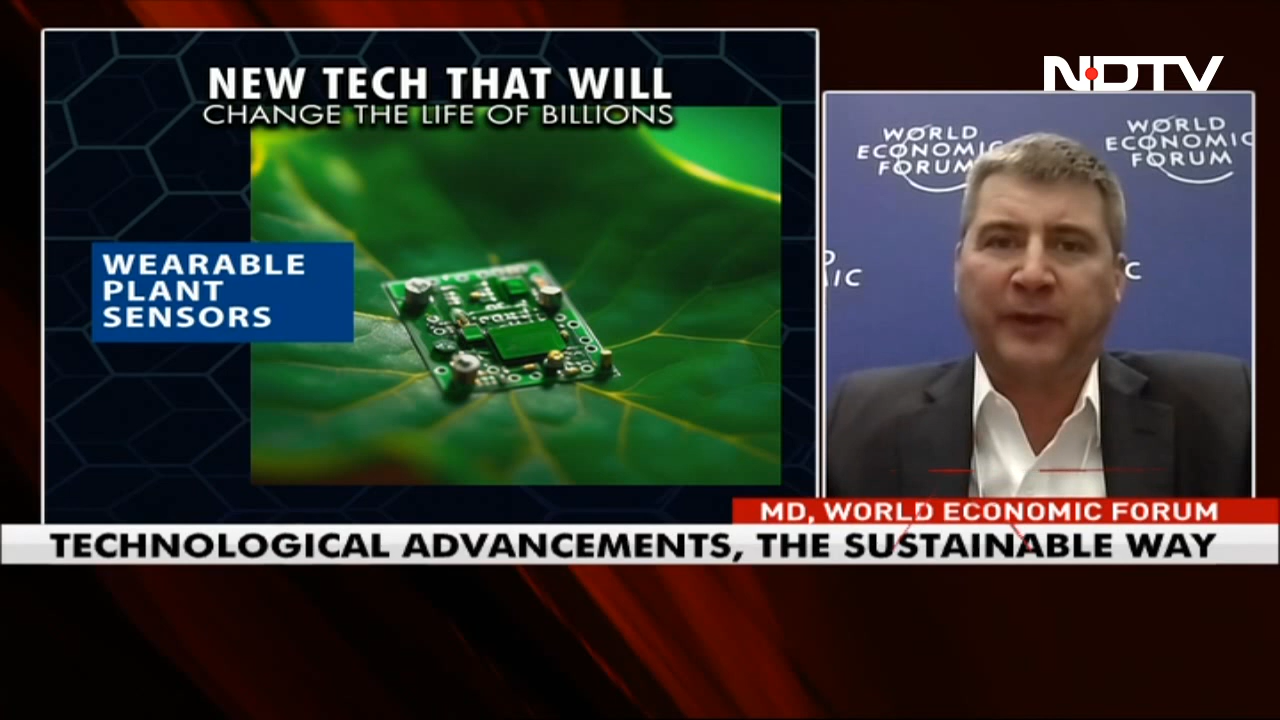 NEW TECH THAT WILL
CHANGE THE LIFE OF BILLIONS
NDTV
WEARABLE
PLANT
SENSORS
WORLD
ECONOMIC
FORUM
WORLD
ECONOMIC
FORUM
MD, WORLD ECONOMIC FORUM
TECHNOLOGICAL ADVANCEMENTS, THE SUSTAINABLE WAY